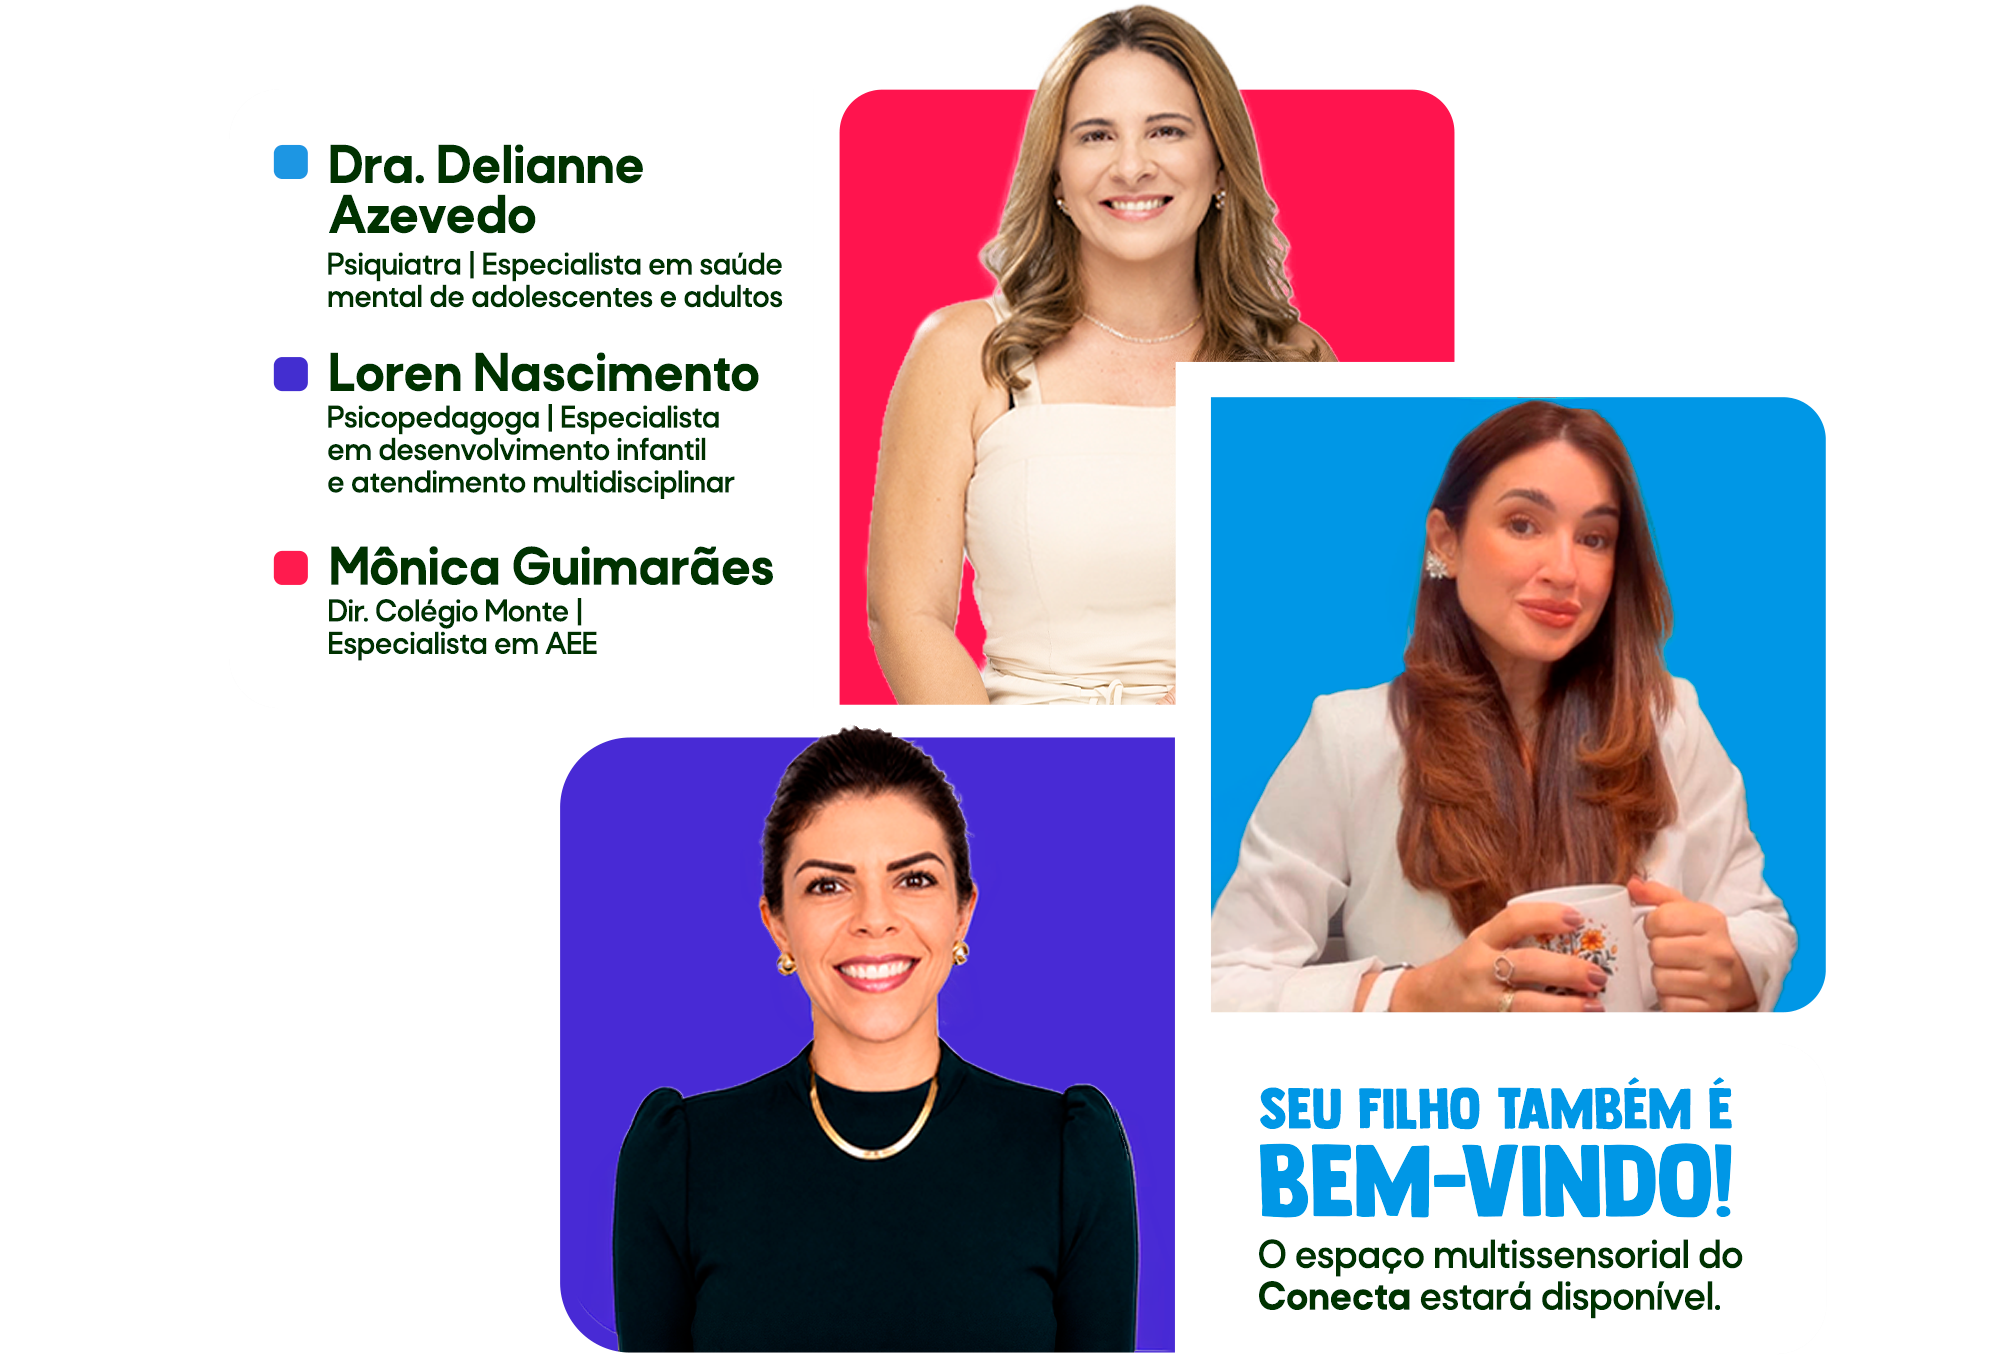 Dra. Delianne
Azevedo
Psiquiatra | Especialista em saúde
mental de adolescentes e adultos
Loren Nascimento
Psicopedagoga | Especialista
em desenvolvimento infantil
e atendimento multidisciplinar
Mônica Guimarães
Dir. Colégio Monte |
Especialista em AEE
SEU FILHO TAMBÉM É
BEM-VINDO!
O espaço multissensorial do
Conecta estará disponível.